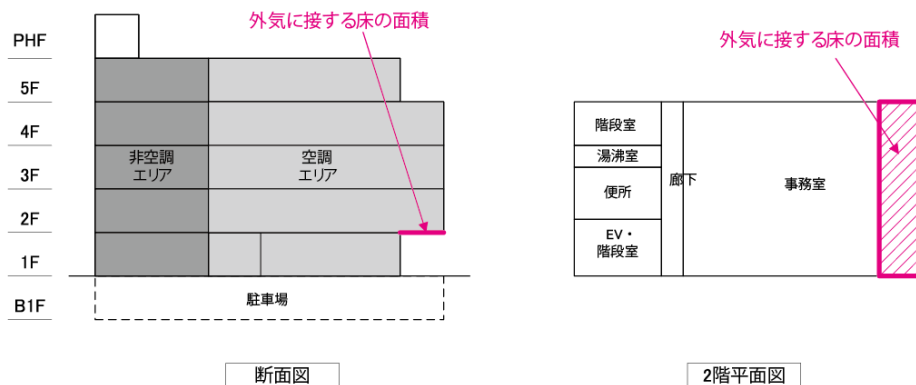 外気に接する床の面積
外気に接する床の面積
PHF
5F
4F
3F
2F
1F
B1F
非空調
エリア
空調
エリア
駐車場
断面図
階段室
湯沸室
便所
EV・
階段室
廊下
事務室
2階平面図